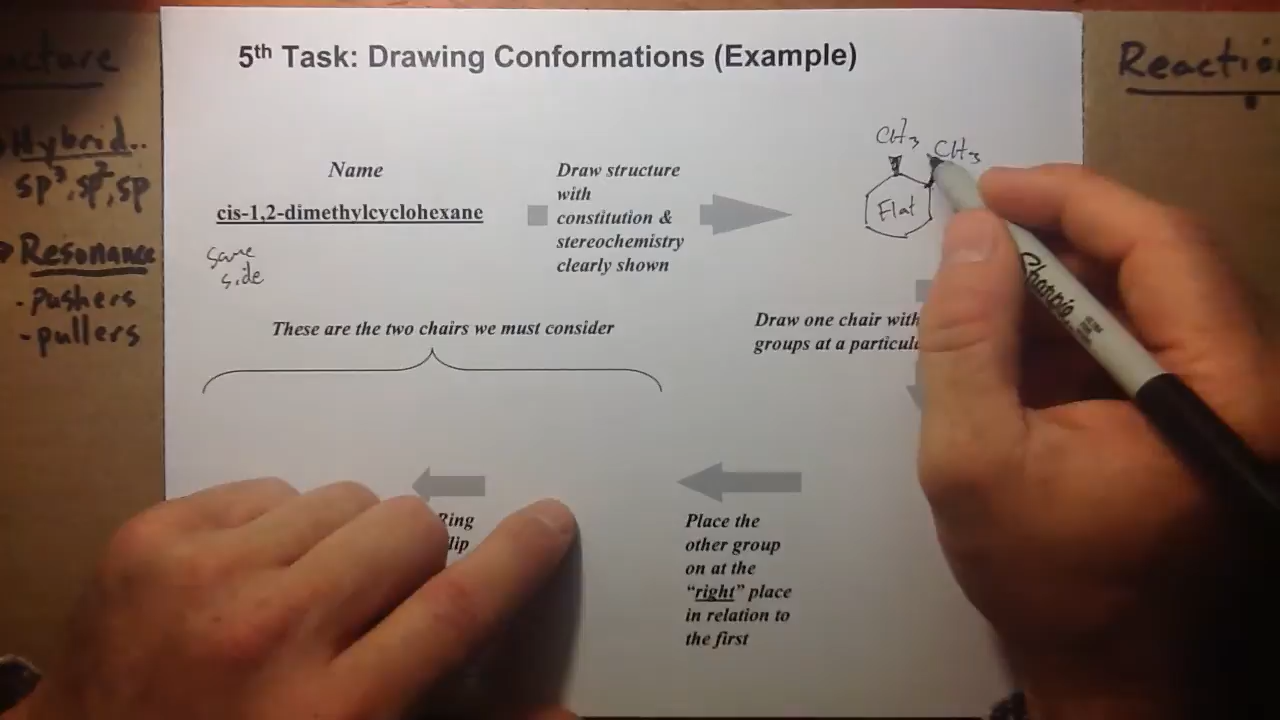 5th Task: Drawing Conformations (Example)
Reactio
Hybrid..
sp3, sp2, sp
Resonance
- pushers
- pullers
Name
cis-1,2-dimethylcyclohexane
same
side
Draw structure
with
constitution &
stereochemistry
clearly shown
CH3
CH3
Flat
These are the two chairs we must consider
Draw one chair with
groups at a particul
Place the
other group
on at the
“right” place
in relation to
the first
Ring